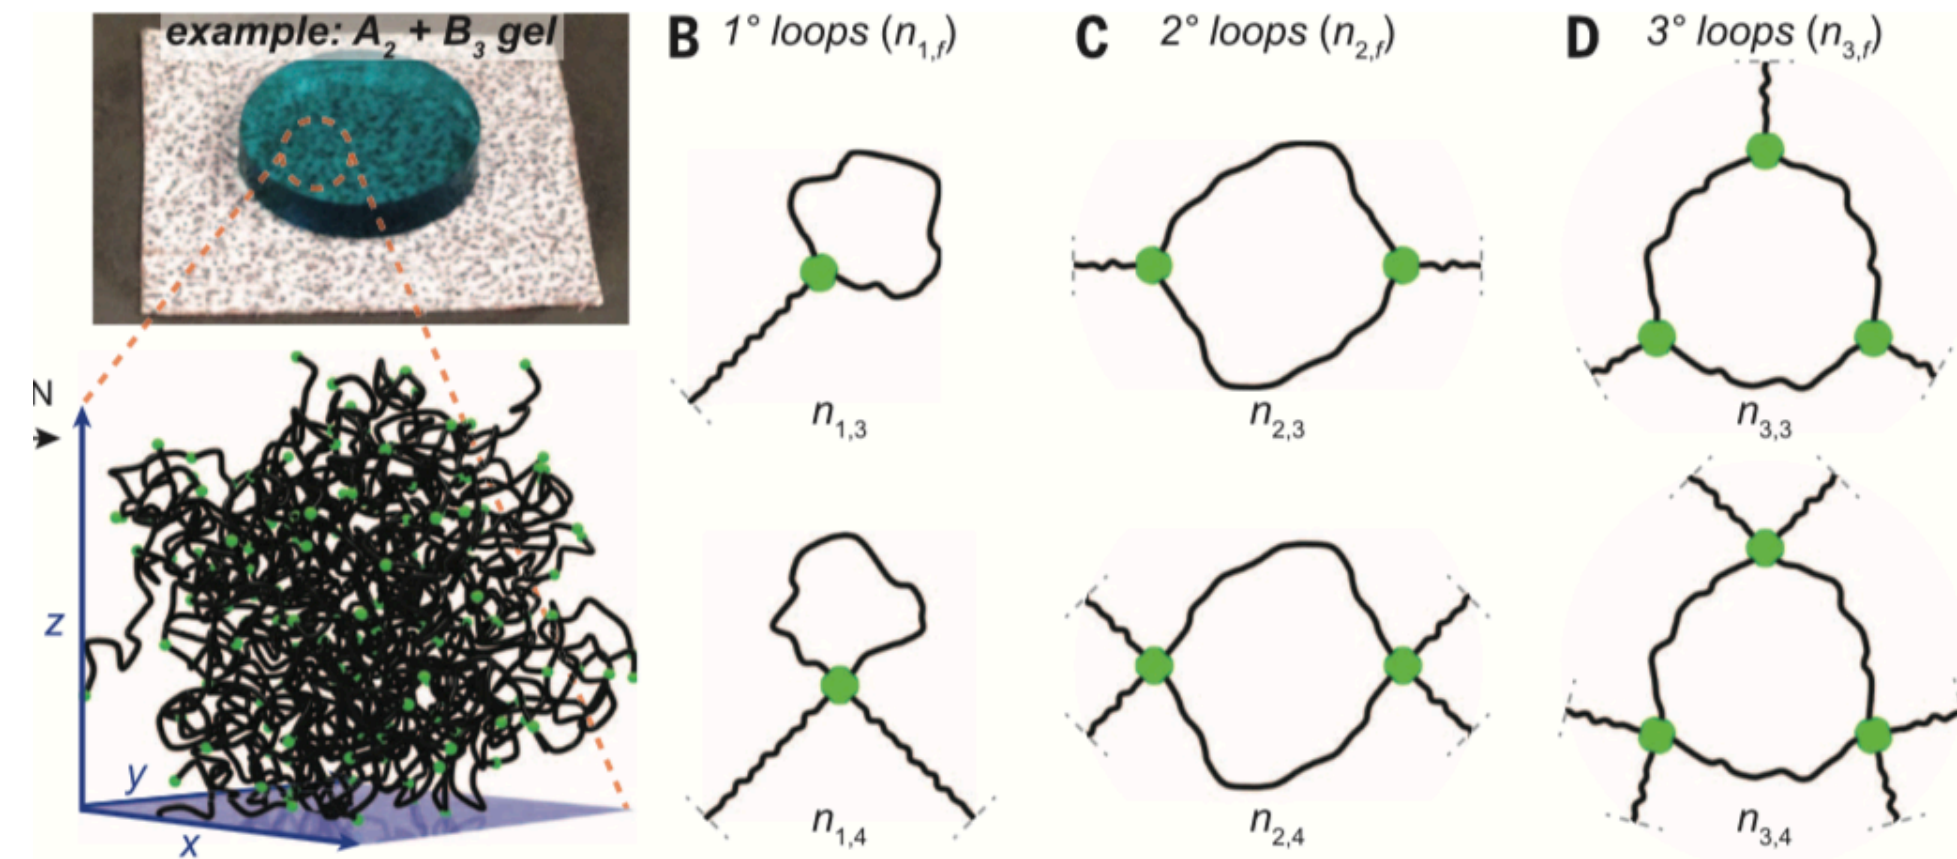 example: A₂ + B₃ gel
N
z
y
x
B 1° loops (n₁,f)
n₁,₃
n₁,₄
C 2° loops (n₂,f)
n₂,₃
n₂,₄
D 3° loops (n₃,f)
n₃,₃
n₃,₄